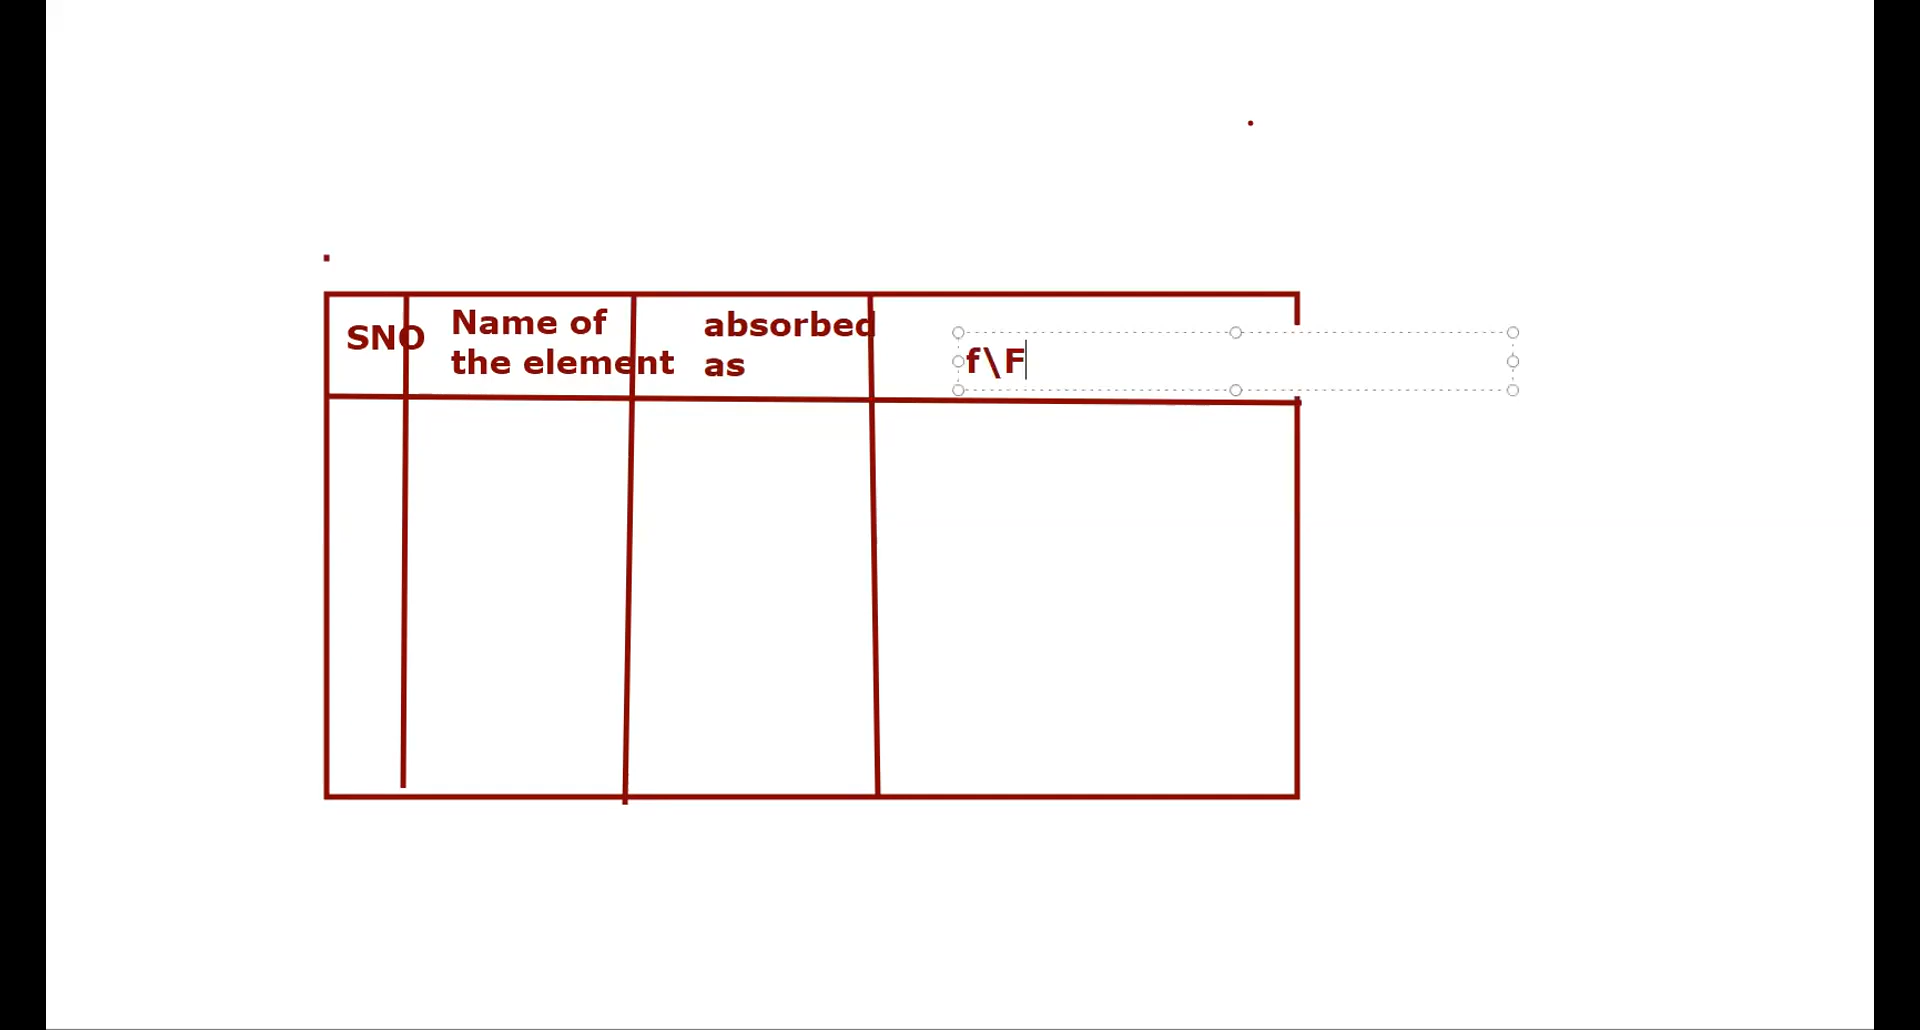 SNO
Name of
the element
absorbed
as
f\F